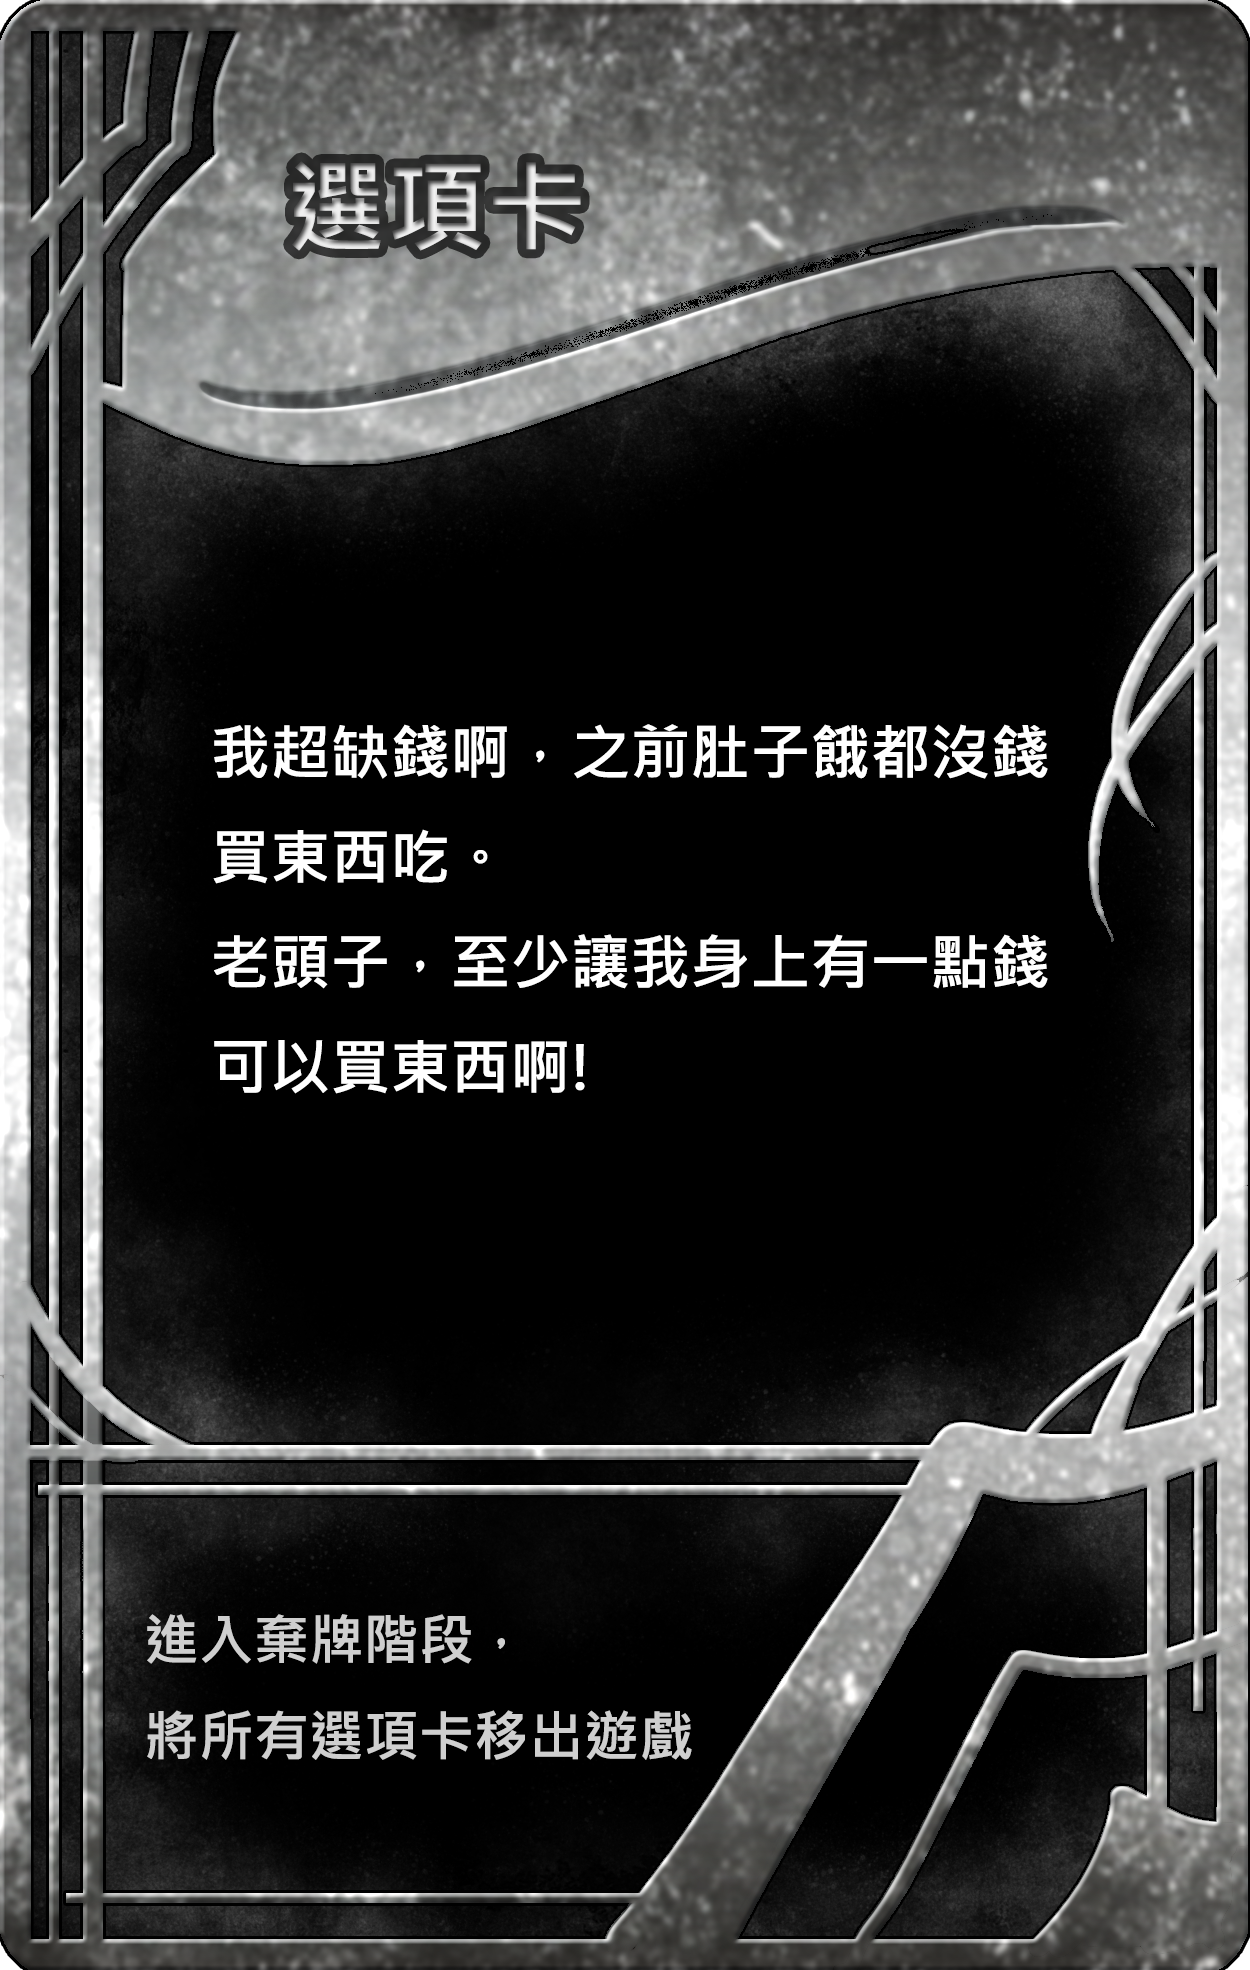 選項卡
我超缺錢啊，之前肚子餓都沒錢
買東西吃。
老頭子，至少讓我身上有一點錢
可以買東西啊!
進入棄牌階段，
將所有選項卡移出遊戲